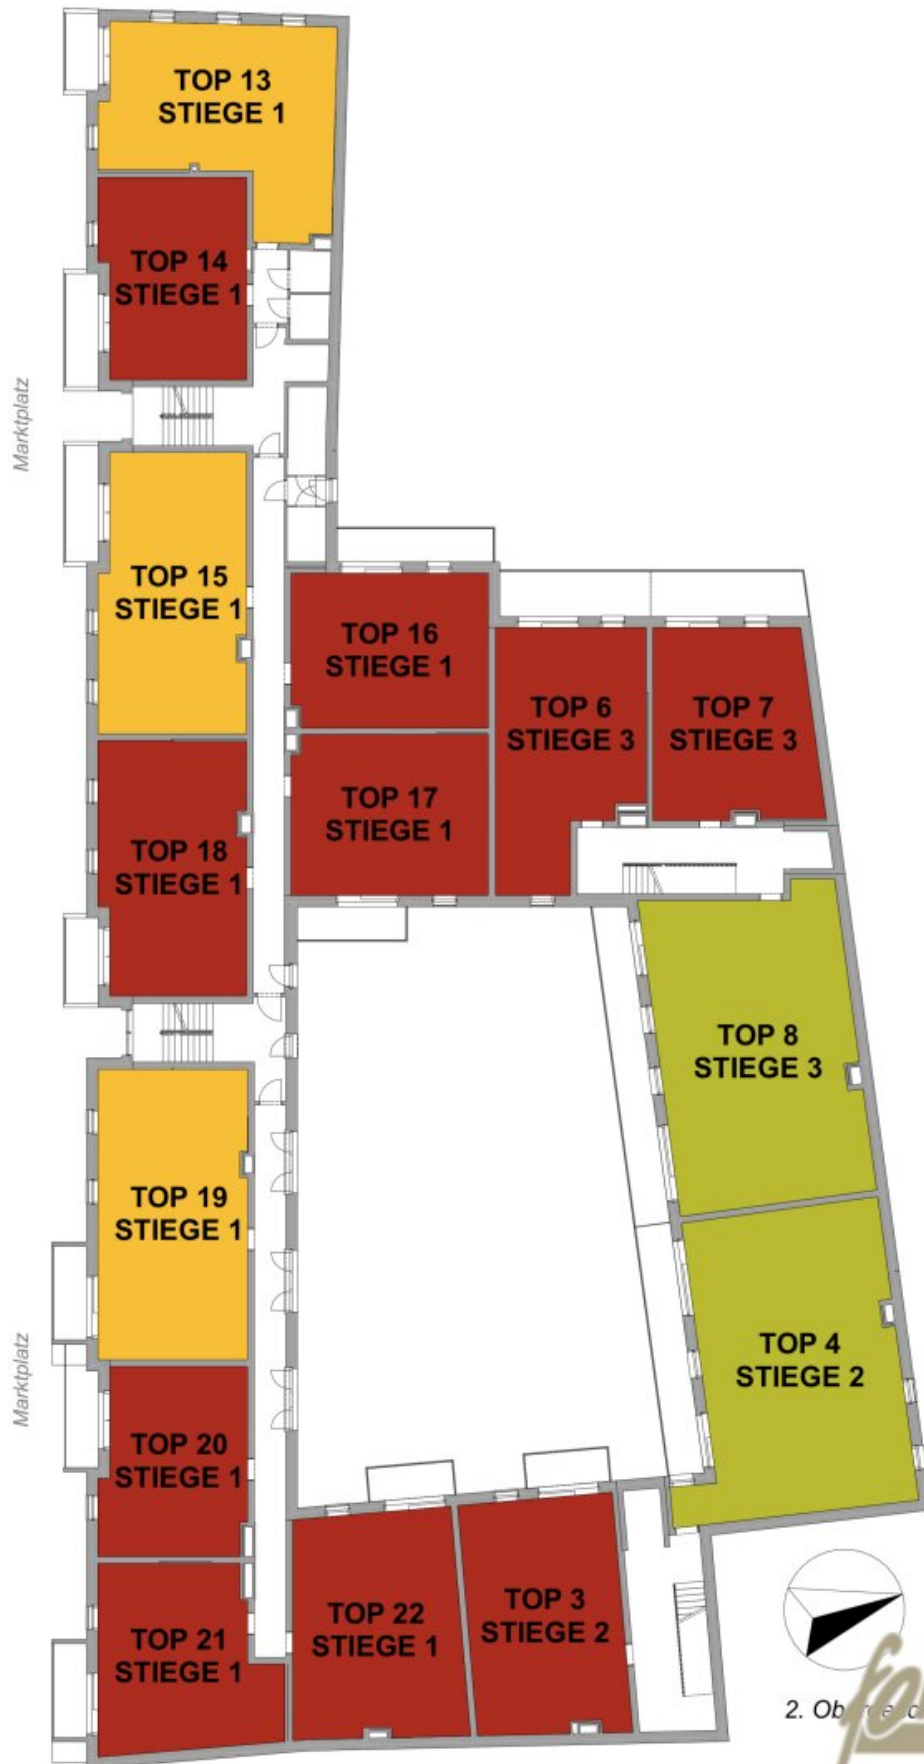 TOP 13
STIEGE 1
TOP 14
STIEGE 1
Marktplatz
TOP 15
STIEGE 1
TOP 16
STIEGE 1
TOP 6
STIEGE 3
TOP 7
STIEGE 3
TOP 17
STIEGE 1
TOP 18
STIEGE 1
TOP 8
STIEGE 3
TOP 19
STIEGE 1
TOP 4
STIEGE 2
Marktplatz
TOP 20
STIEGE 1
TOP 22
STIEGE 1
TOP 3
STIEGE 2
TOP 21
STIEGE 1
2.